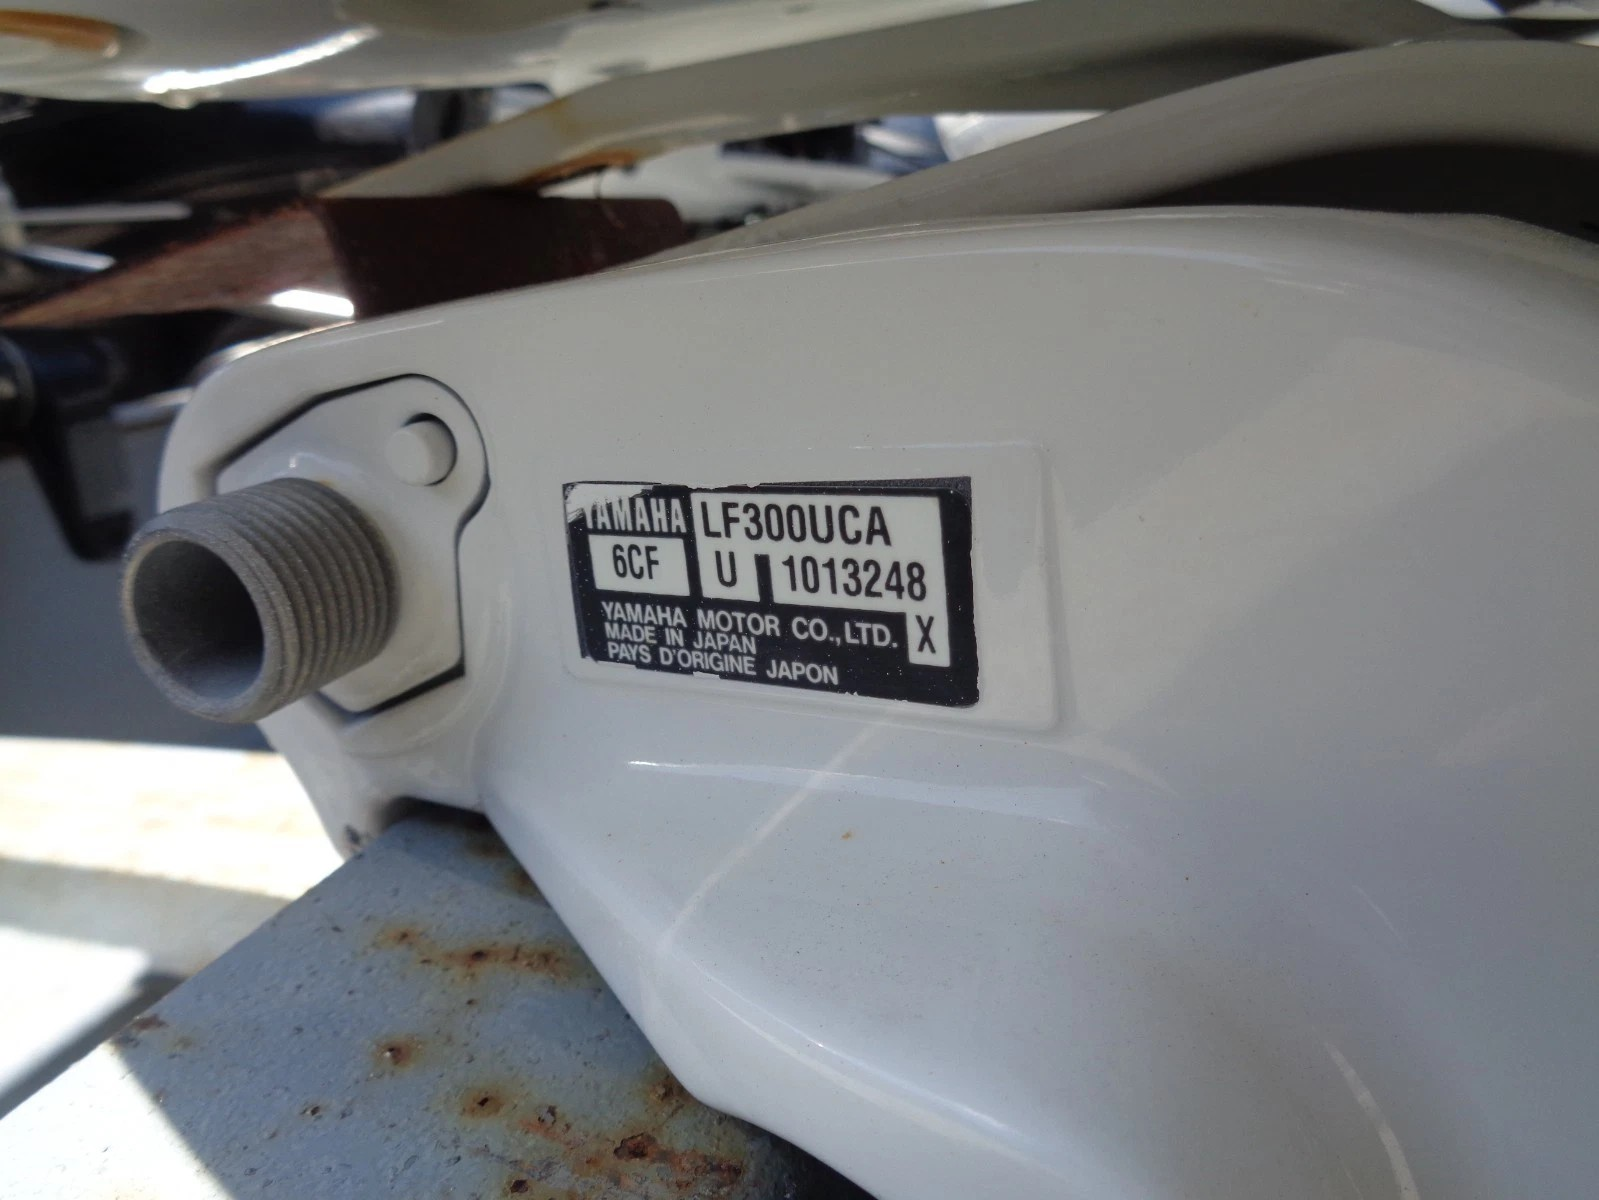 YAMAHA LF300UCA
6CF U 1013248
YAMAHA MOTOR CO.,LTD. X
MADE IN JAPAN
PAYS D'ORIGINE JAPON